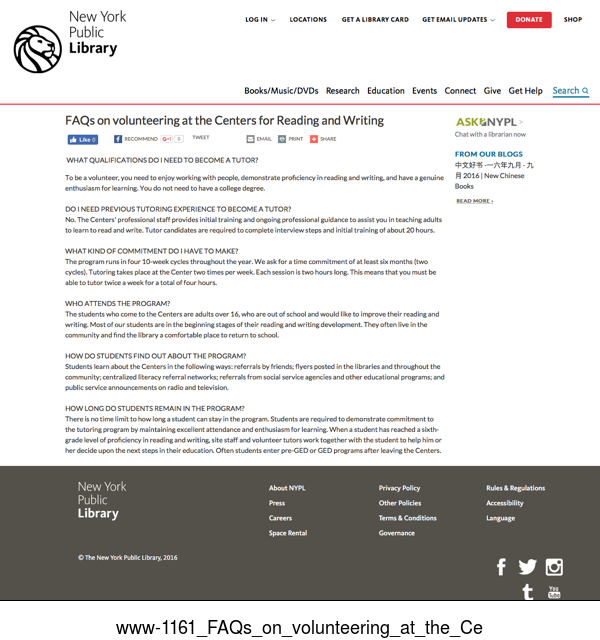 New York
Public
Library
LOG IN
LOCATIONS
GET A LIBRARY CARD
GET EMAIL UPDATES
DONATE
SHOP
Books/Music/DVDs Research Education Events Connect Give Get Help Search
FAQs on volunteering at the Centers for Reading and Writing
Like 0
RECOMMEND
G+1 0
TWEET
EMAIL
PRINT
SHARE
WHAT QUALIFICATIONS DO I NEED TO BECOME A TUTOR?
To be a volunteer, you need to enjoy working with people, demonstrate proficiency in reading and writing, and have a genuine
enthusiasm for learning. You do not need to have a college degree.
DO I NEED PREVIOUS TUTORING EXPERIENCE TO BECOME A TUTOR?
No. The Centers' professional staff provides initial training and ongoing professional guidance to assist you in teaching adults
to learn to read and write. Tutor candidates are required to complete interview steps and initial training of about 20 hours.
WHAT KIND OF COMMITMENT DO I HAVE TO MAKE?
The program runs in four 10-week cycles throughout the year. We ask for a time commitment of at least six months (two
cycles). Tutoring takes place at the Center two times per week. Each session is two hours long. This means that you must be
able to tutor twice a week for a total of four hours.
WHO ATTENDS THE PROGRAM?
The students who come to the Centers are adults over 16, who are out of school and would like to improve their reading and
writing. Most of our students are in the beginning stages of their reading and writing development. They often live in the
community and find the library a comfortable place to return to school.
HOW DO STUDENTS FIND OUT ABOUT THE PROGRAM?
Students learn about the Centers in the following ways: referrals by friends; flyers posted in the libraries and throughout the
community; centralized literacy referral networks; referrals from social service agencies and other educational programs; and
public service announcements on radio and television.
HOW LONG DO STUDENTS REMAIN IN THE PROGRAM?
There is no time limit to how long a student can stay in the program. Students are required to demonstrate commitment to
the tutoring program by maintaining excellent attendance and enthusiasm for learning. When a student has reached a sixth-
grade level of proficiency in reading and writing, site staff and volunteer tutors work together with the student to help him or
her decide upon the next steps in their education. Often students enter pre-GED or GED programs after leaving the Centers.
ASK NYPL >
Chat with a librarian now
FROM OUR BLOGS
中文好书 -一六年九月 - 九
月 2016 | New Chinese
Books
READ MORE ›
New York
Public
Library
About NYPL
Press
Careers
Space Rental
Privacy Policy
Other Policies
Terms & Conditions
Governance
Rules & Regulations
Accessibility
Language
© The New York Public Library, 2016
You
Tube
www-1161_FAQs_on_volunteering_at_the_Ce